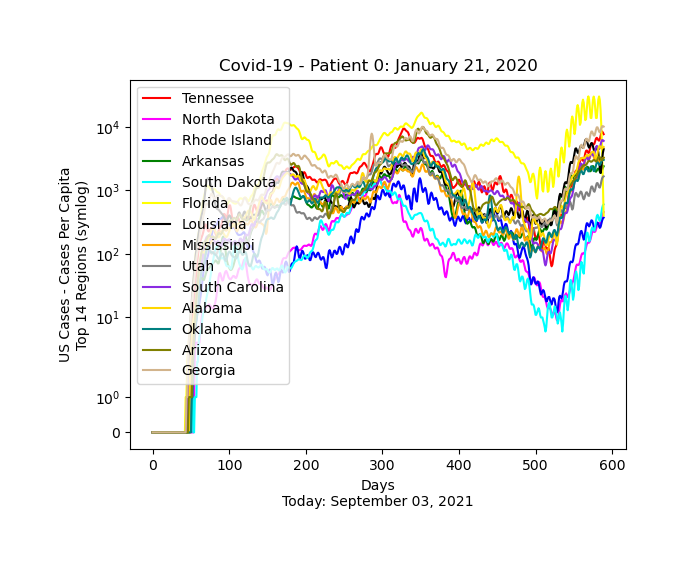 Covid-19 - Patient 0: January 21, 2020
US Cases - Cases Per Capita
Top 14 Regions (symlog)
10^4
10^3
10^2
10^1
10^0
0
Tennessee
North Dakota
Rhode Island
Arkansas
South Dakota
Florida
Louisiana
Mississippi
Utah
South Carolina
Alabama
Oklahoma
Arizona
Georgia
0 100 200 300 400 500 600
Days
Today: September 03, 2021